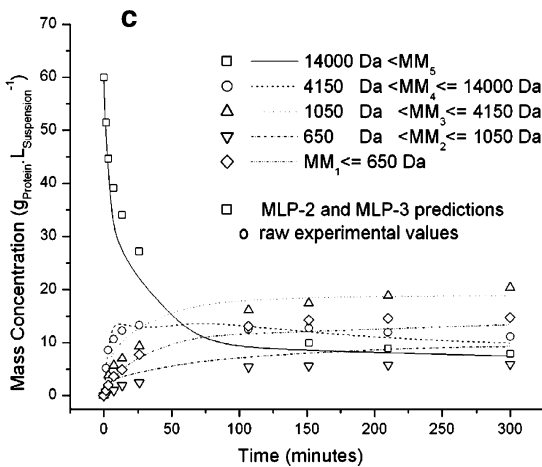 c
70
60
50
40
30
20
10
0
Mass Concentration (g_Protein.L_Suspension^-1)
14000 Da <MM5
4150 Da <MM4<= 14000 Da
1050 Da <MM3<= 4150 Da
650 Da <MM2<= 1050 Da
MM1<= 650 Da
MLP-2 and MLP-3 predictions
o raw experimental values
0 50 100 150 200 250 300
Time (minutes)